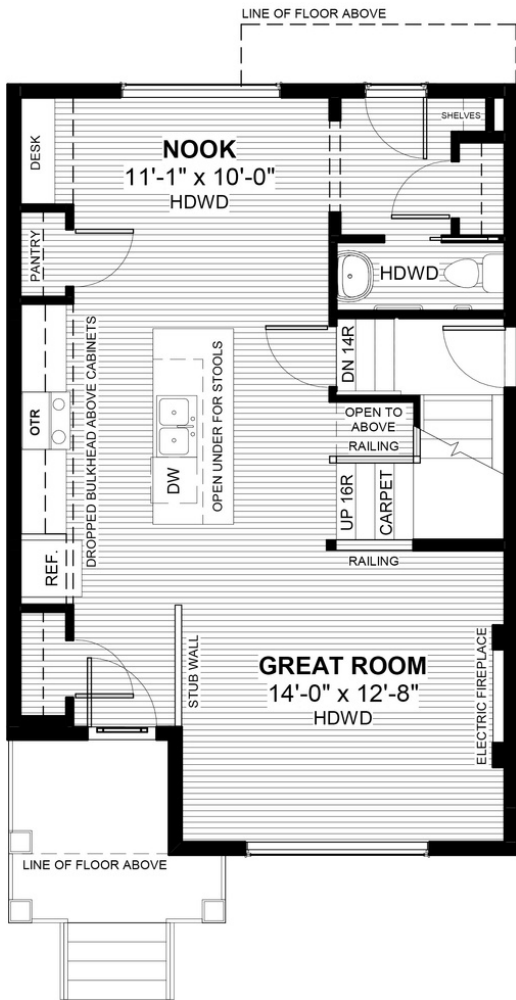 LINE OF FLOOR ABOVE
SHELVES
DESK
NOOK
11'-1" x 10'-0"
HDWD
PANTRY
HDWD
DN 14R
DROPPED BULKHEAD ABOVE CABINETS
OTR
OPEN UNDER FOR STOOLS
DW
OPEN TO
ABOVE
RAILING
UP 16R
CARPET
REF.
RAILING
STUB WALL
GREAT ROOM
14'-0" x 12'-8"
HDWD
ELECTRIC FIREPLACE
LINE OF FLOOR ABOVE